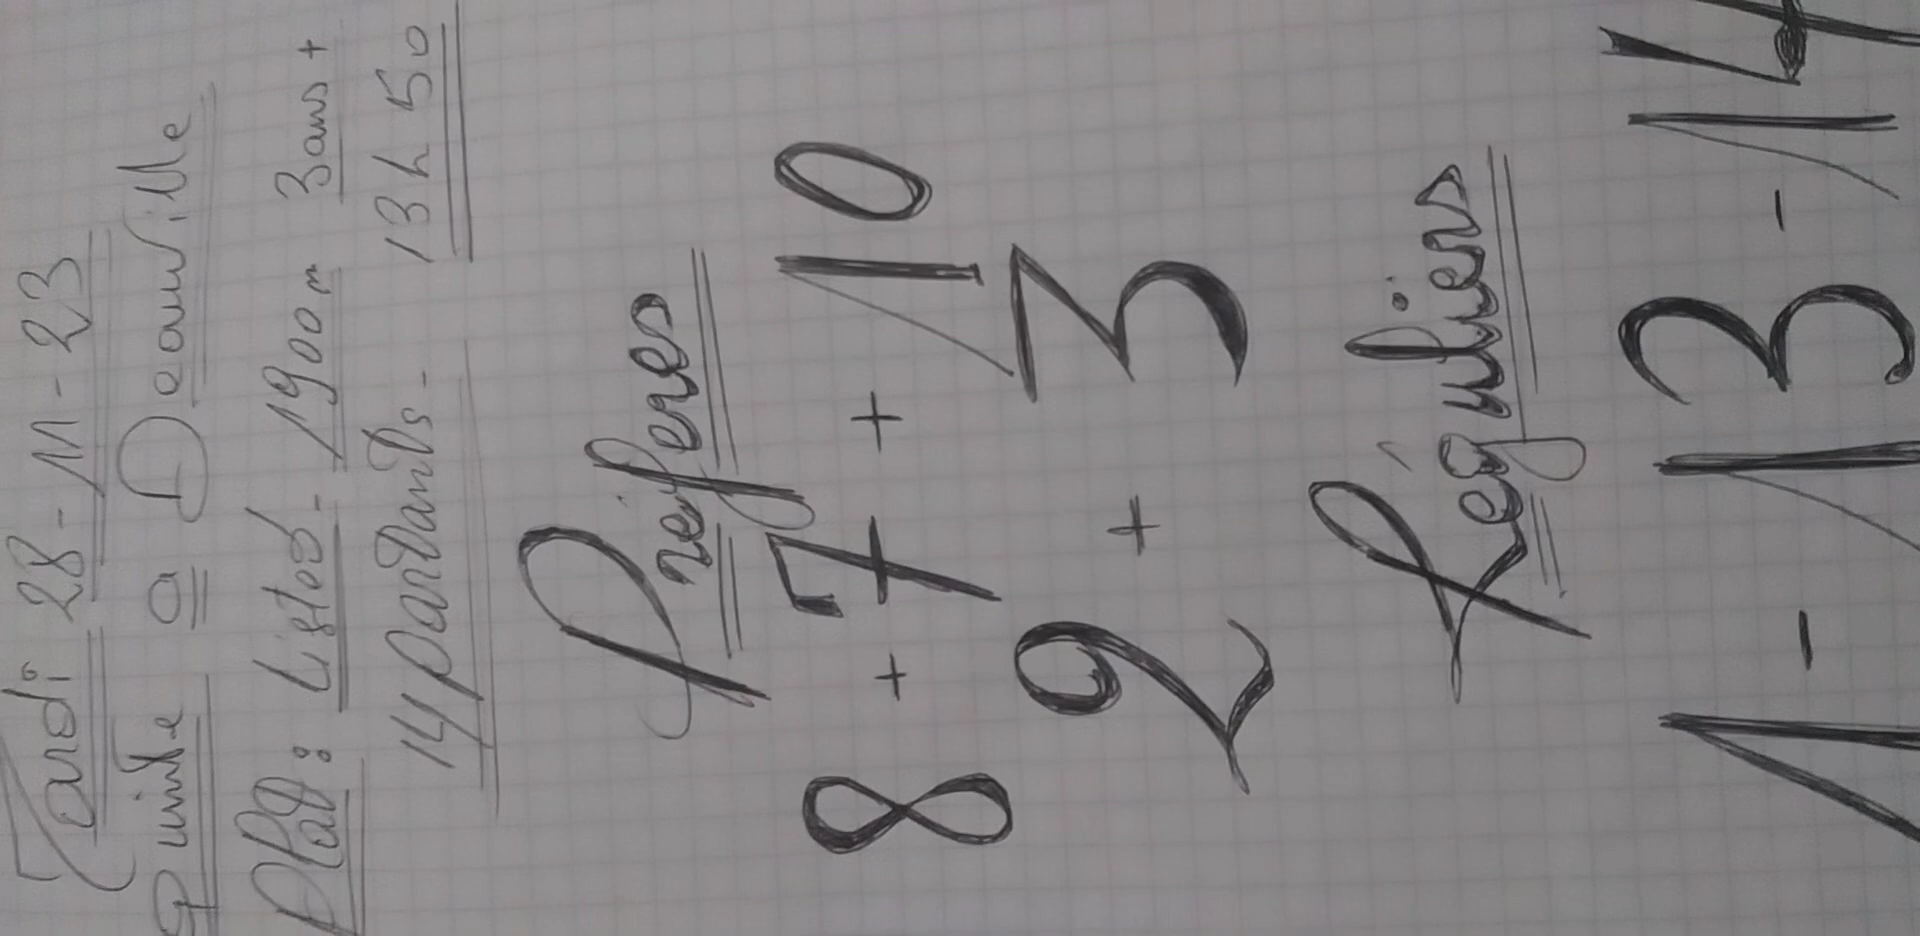 Mardi 28-11-23
Quinté à Deauville
Plat : Listed - 1900m 3ans +
14 partants - 13h50
Préférés
8 + 7 + 10
2 + 3
Réguliers
1 - 13 - 14